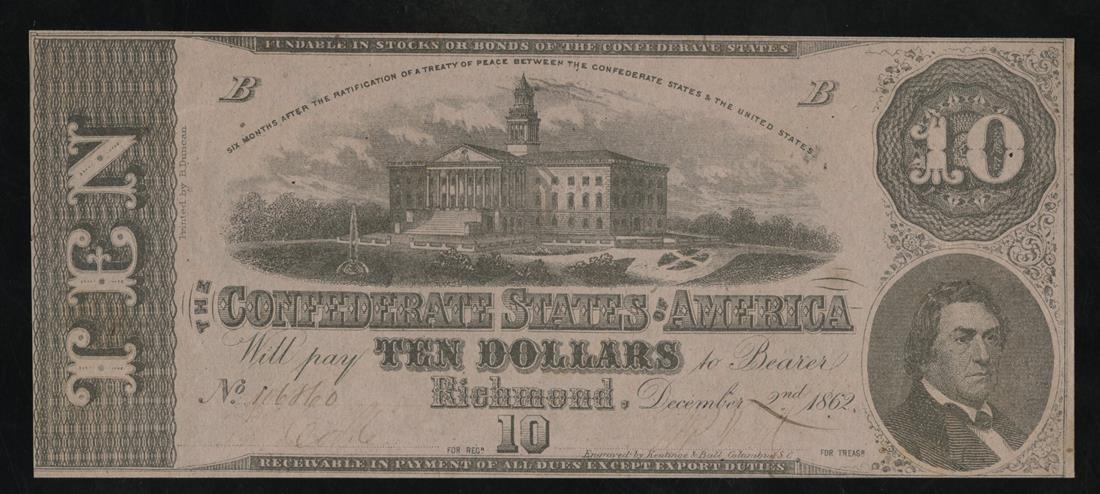 FUNDABLE IN STOCKS OR BONDS OF THE CONFEDERATE STATES
SIX MONTHS AFTER THE RATIFICATION OF A TREATY OF PEACE BETWEEN THE CONFEDERATE STATES & THE UNITED STATES
B B
10
TEN
Printed by B. Duncan
THE CONFEDERATE STATES OF AMERICA
Will pay TEN DOLLARS to Bearer
No. 106860
Richmond, December 2nd 1862.
10
FOR REGR
Engraved by Keatinge & Ball, Columbia, S.C.
FOR TREASR
RECEIVABLE IN PAYMENT OF ALL DUES EXCEPT EXPORT DUTIES